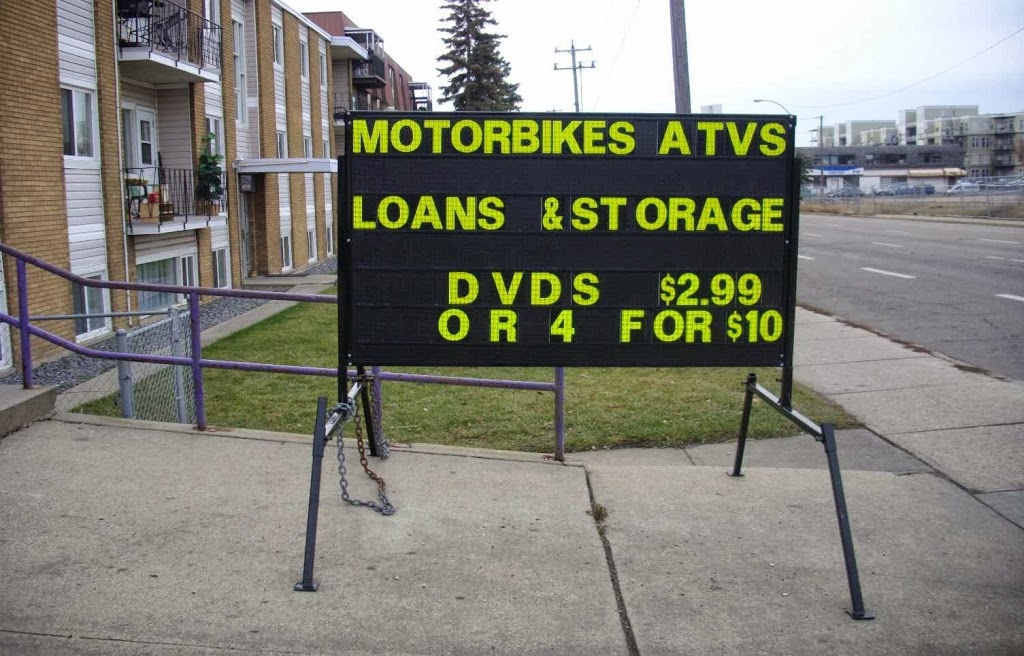 MOTORBIKES ATVS
LOANS & STORAGE
DVDS $2.99
OR 4 FOR $10